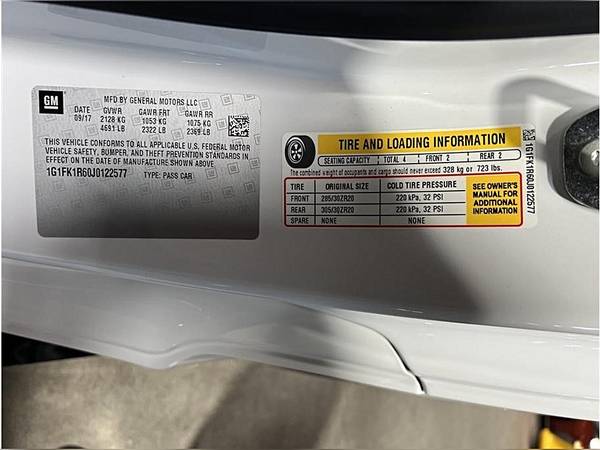 GM
MFD BY GENERAL MOTORS LLC
DATE GVWR GAWR FRT GAWR RR
09/17 2128 KG 1053 KG 1075 KG
4691 LB 2322 LB 2369 LB
THIS VEHICLE CONFORMS TO ALL APPLICABLE U.S. FEDERAL MOTOR
VEHICLE SAFETY, BUMPER, AND THEFT PREVENTION STANDARDS IN
EFFECT ON THE DATE OF MANUFACTURE SHOWN ABOVE.
1G1FK1R60J0122577 TYPE: PASS CAR
TIRE AND LOADING INFORMATION
SEATING CAPACITY TOTAL 4 FRONT 2 REAR 2
The combined weight of occupants and cargo should never exceed 328 kg or 723 lbs.
TIRE ORIGINAL SIZE COLD TIRE PRESSURE
FRONT 285/30ZR20 220 kPa, 32 PSI
REAR 305/30ZR20 220 kPa, 32 PSI
SPARE NONE NONE
SEE OWNER'S
MANUAL FOR
ADDITIONAL
INFORMATION
1G1FK1R60J0122577